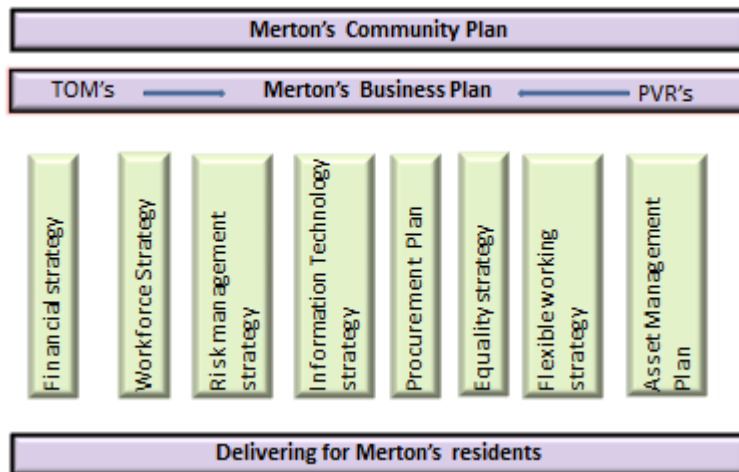 Merton's Community Plan
TOM's Merton's Business Plan PVR's
Financial strategy
Workforce Strategy
Risk management
strategy
Information Technology
strategy
Procurement Plan
Equality strategy
Flexible working
strategy
Asset Management
Plan
Delivering for Merton's residents